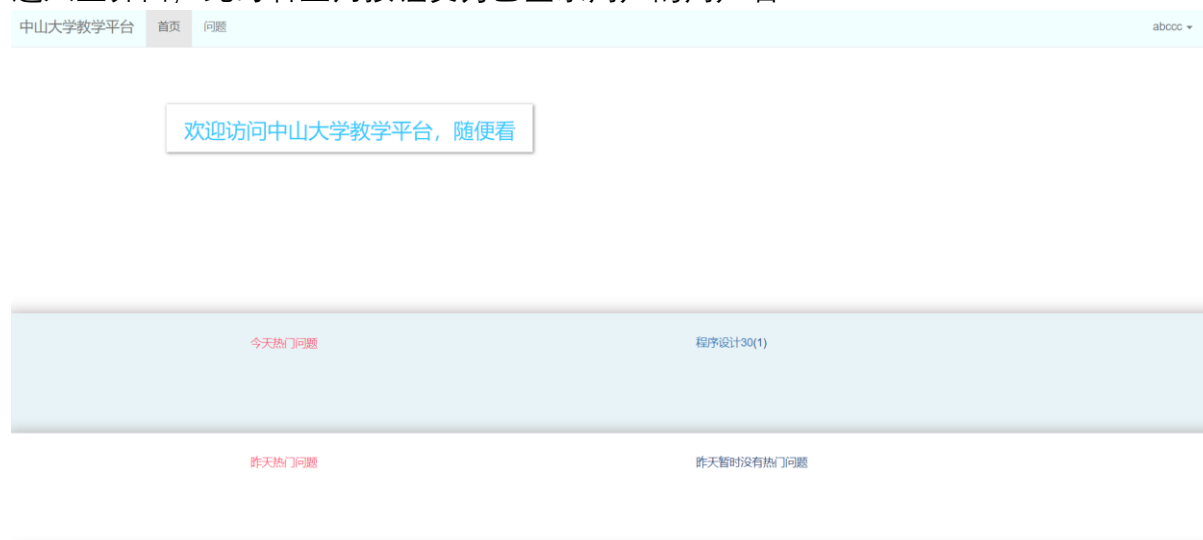 中山大学教学平台 首页 问题 abccc
欢迎访问中山大学教学平台，随便看
今天热门问题 程序设计30(1)
昨天热门问题 昨天暂时没有热门问题